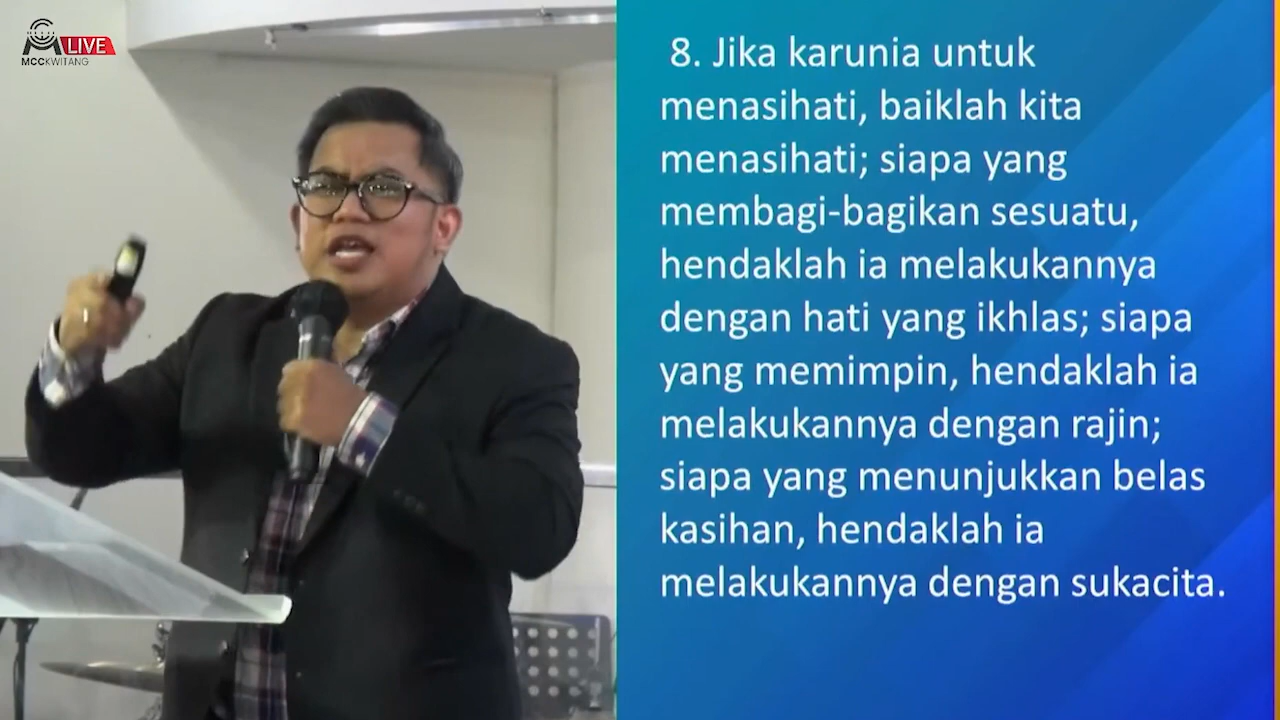 LIVE
MCCKWITANG
8. Jika karunia untuk
menasihati, baiklah kita
menasihati; siapa yang
membagi-bagikan sesuatu,
hendaklah ia melakukannya
dengan hati yang ikhlas; siapa
yang memimpin, hendaklah ia
melakukannya dengan rajin;
siapa yang menunjukkan belas
kasihan, hendaklah ia
melakukannya dengan sukacita.